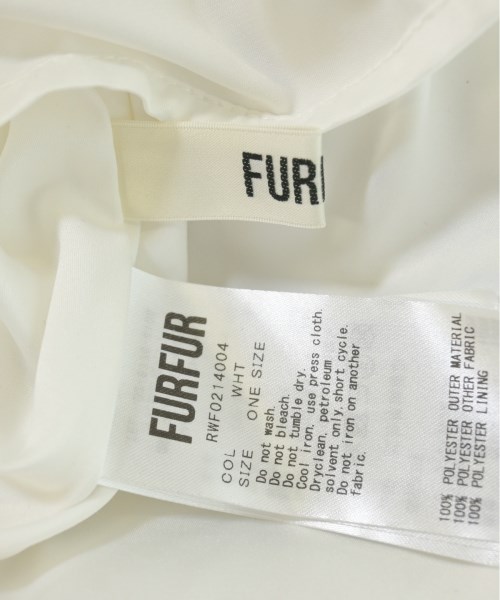 FUR
FURFUR
RWF0214004
COL WHT
SIZE ONE SIZE
Do not wash.
Do not bleach.
Do not tumble dry.
Cool iron, use press cloth.
Dryclean, petroleum
solvent only.short cycle.
Do not iron on another
fabric.
100% POLYESTER OUTER MATERIAL
100% POLYESTER OTHER FABRIC
100% POLYESTER LINING